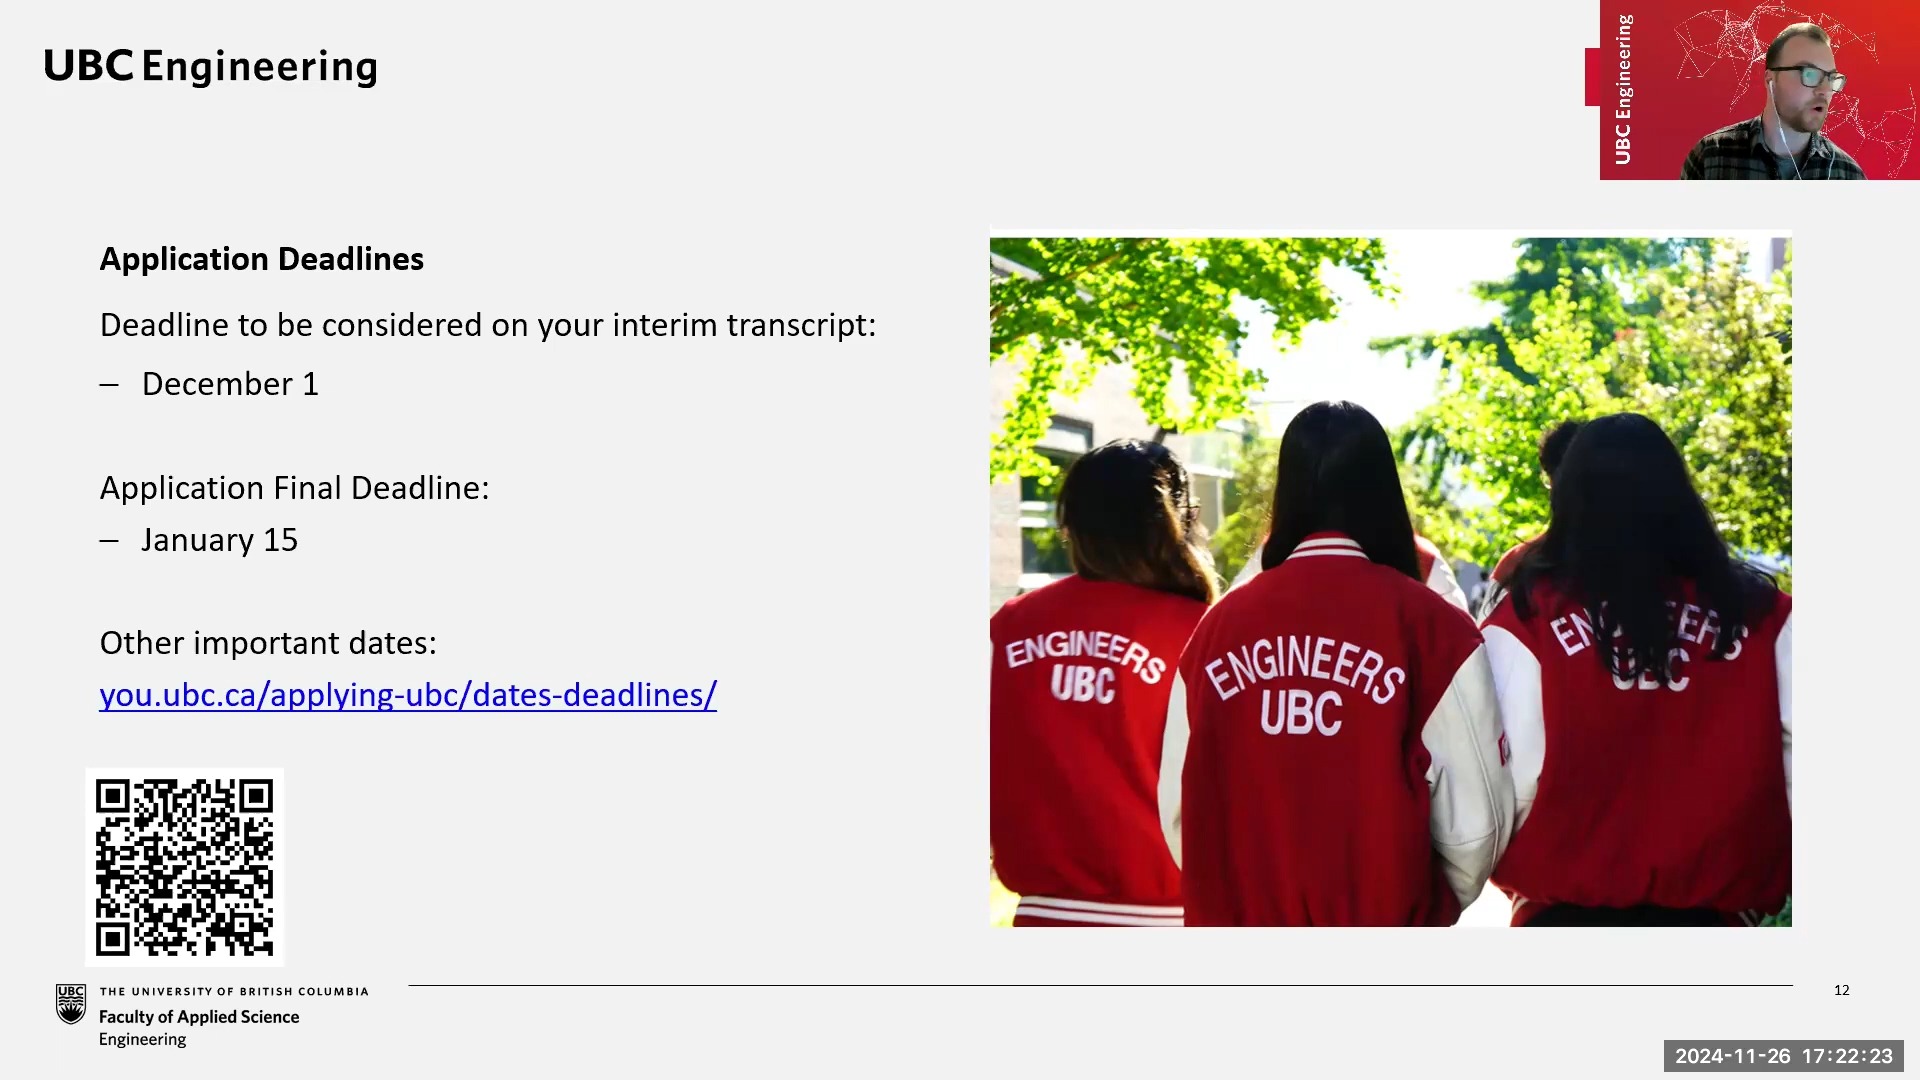 UBC Engineering
UBC Engineering
Application Deadlines
Deadline to be considered on your interim transcript:
– December 1
Application Final Deadline:
– January 15
Other important dates:
you.ubc.ca/applying-ubc/dates-deadlines/
ENGINEERS
UBC
ENGINEERS
UBC
UBC
UBC
THE UNIVERSITY OF BRITISH COLUMBIA
Faculty of Applied Science
Engineering
12
2024-11-26 17:22:23